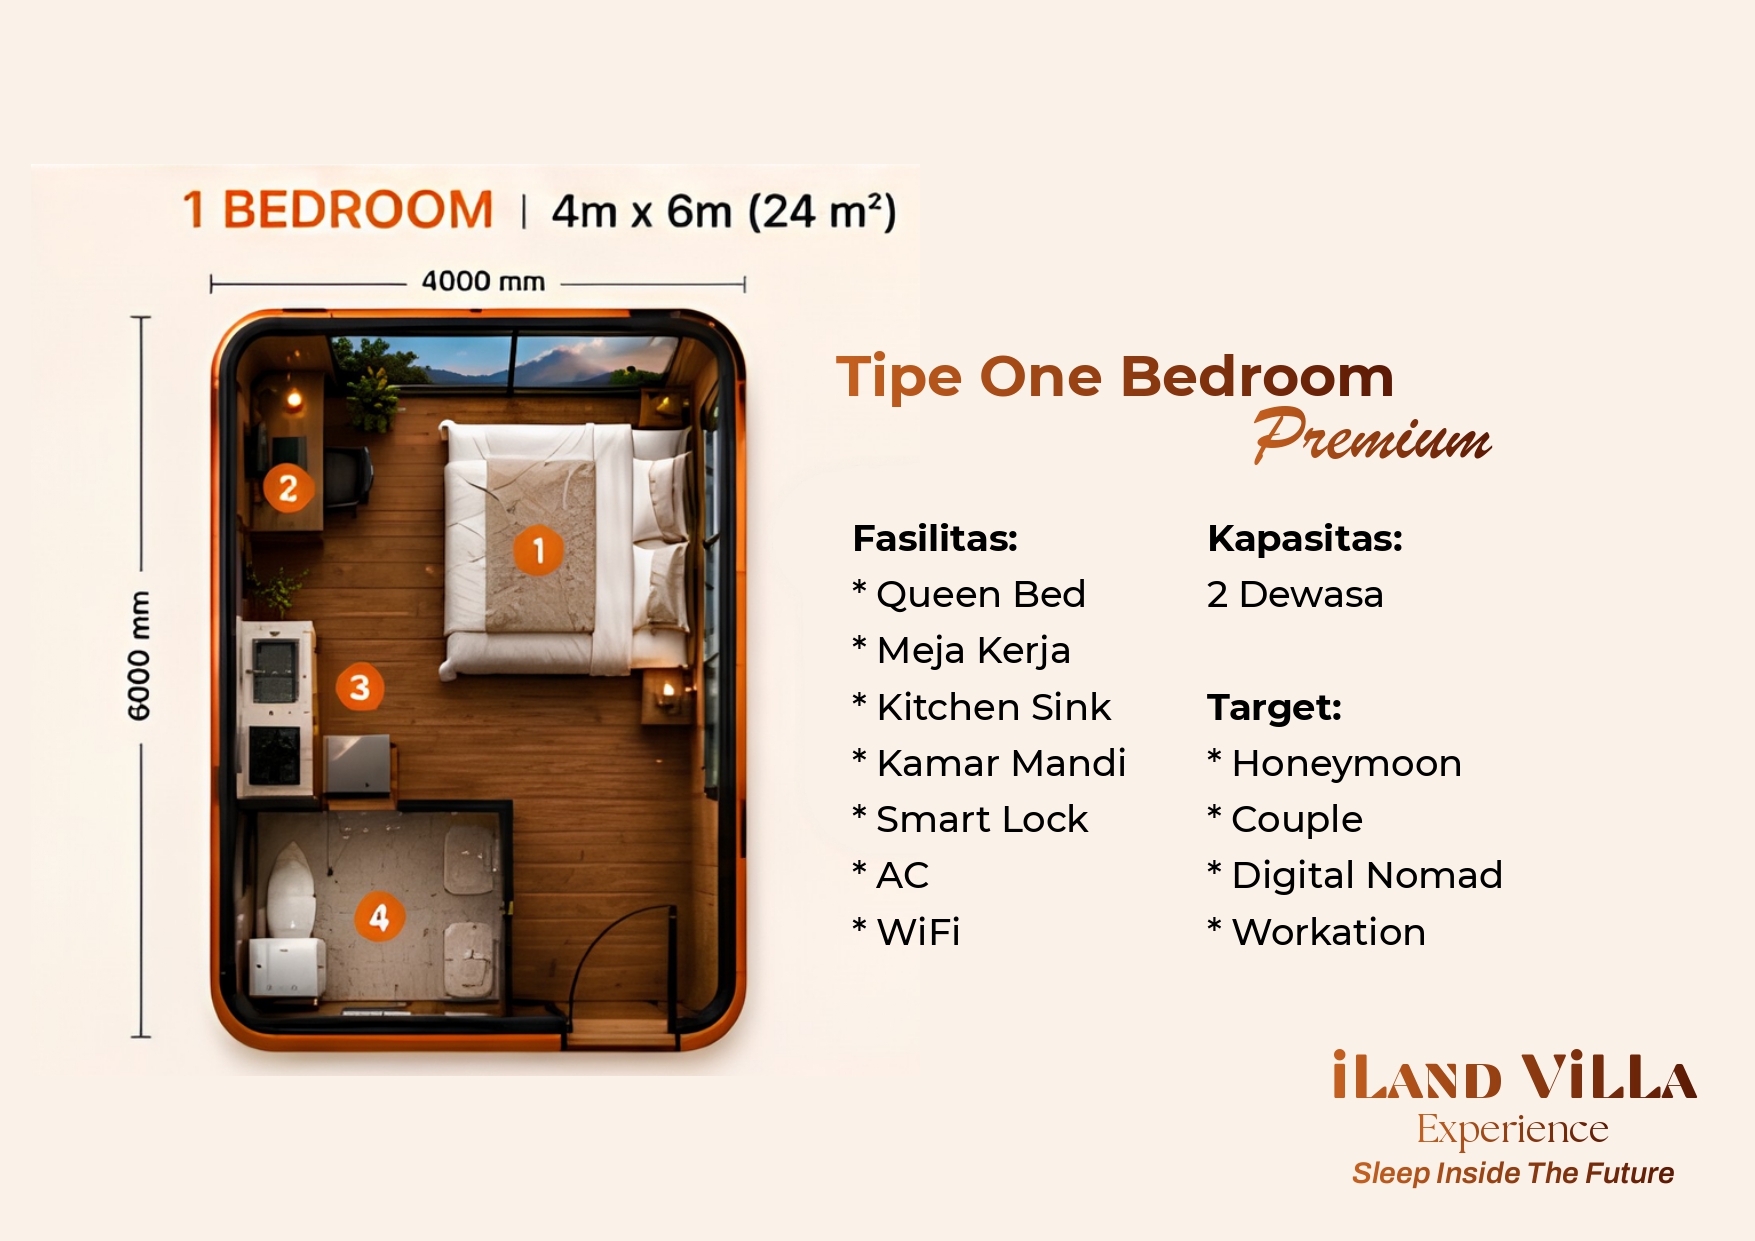 1 BEDROOM | 4m x 6m (24 m²)
4000 mm
6000 mm
1
2
3
4
Tipe One Bedroom
Premium
Fasilitas:
* Queen Bed
* Meja Kerja
* Kitchen Sink
* Kamar Mandi
* Smart Lock
* AC
* WiFi
Kapasitas:
2 Dewasa
Target:
* Honeymoon
* Couple
* Digital Nomad
* Workation
iLAND ViLLA
Experience
Sleep Inside The Future